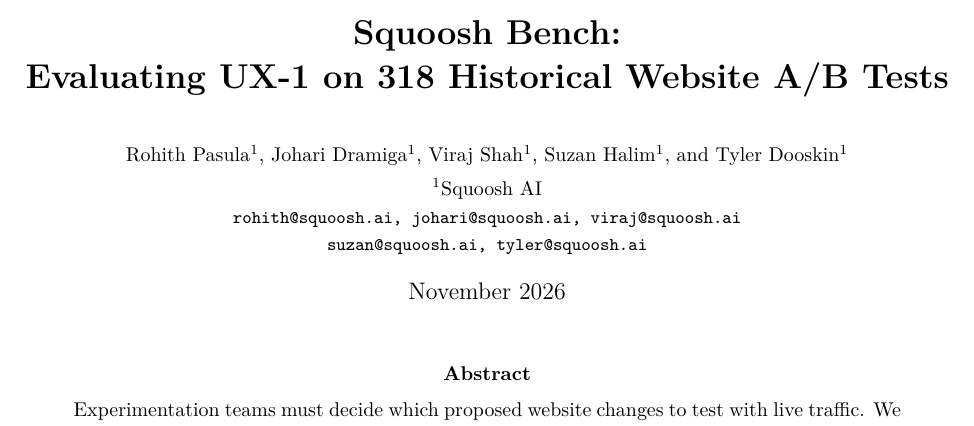 Squoosh Bench:
Evaluating UX-1 on 318 Historical Website A/B Tests
Rohith Pasula¹, Johari Dramiga¹, Viraj Shah¹, Suzan Halim¹, and Tyler Dooskin¹
¹Squoosh AI
rohith@squoosh.ai, johari@squoosh.ai, viraj@squoosh.ai
suzan@squoosh.ai, tyler@squoosh.ai
November 2026
Abstract
Experimentation teams must decide which proposed website changes to test with live traffic. We